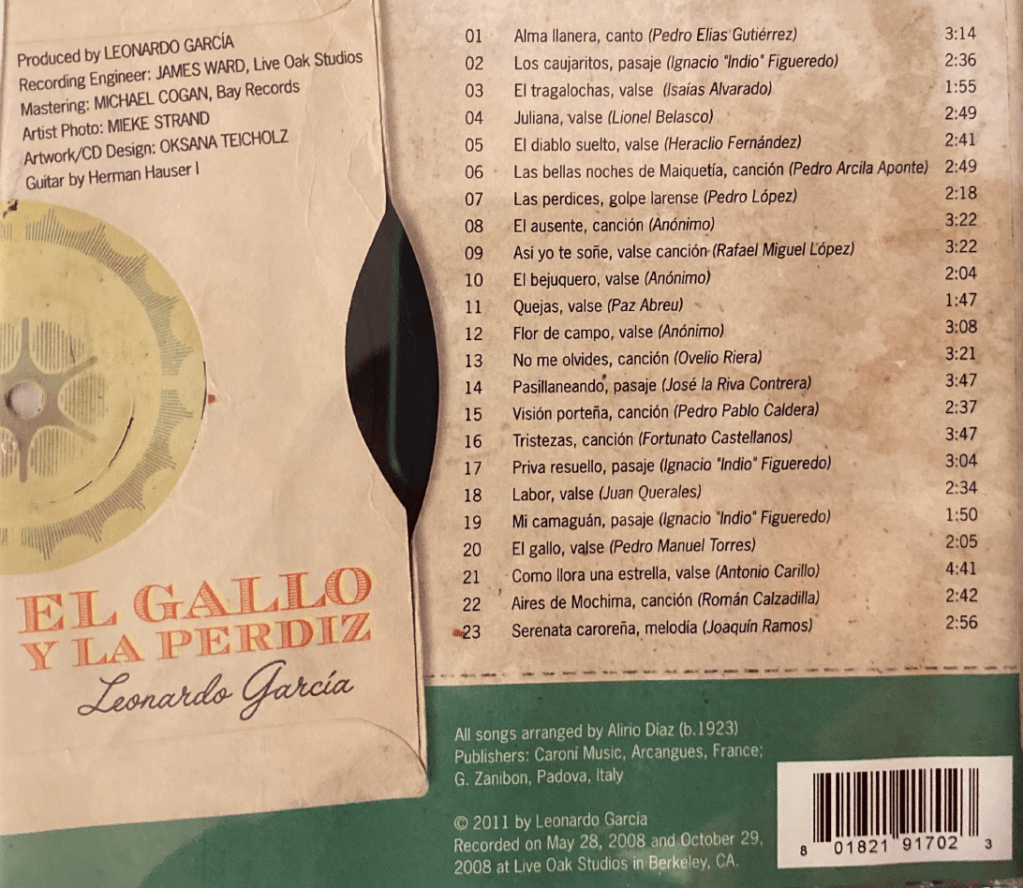 Produced by LEONARDO GARCÍA
Recording Engineer: JAMES WARD, Live Oak Studios
Mastering: MICHAEL COGAN, Bay Records
Artist Photo: MIEKE STRAND
Artwork/CD Design: OKSANA TEICHOLZ
Guitar by Herman Hauser I
EL GALLO
Y LA PERDIZ
Leonardo García
01 Alma llanera, canto (Pedro Elias Gutiérrez) 3:14
02 Los caujaritos, pasaje (Ignacio "Indio" Figueredo) 2:36
03 El tragalochas, valse (Isaías Alvarado) 1:55
04 Juliana, valse (Lionel Belasco) 2:49
05 El diablo suelto, valse (Heraclio Fernández) 2:41
06 Las bellas noches de Maiquetía, canción (Pedro Arcila Aponte) 2:49
07 Las perdices, golpe larense (Pedro López) 2:18
08 El ausente, canción (Anónimo) 3:22
09 Asi yo te soñe, valse canción (Rafael Miguel López) 3:22
10 El bejuquero, valse (Anónimo) 2:04
11 Quejas, valse (Paz Abreu) 1:47
12 Flor de campo, valse (Anónimo) 3:08
13 No me olvides, canción (Ovelio Riera) 3:21
14 Pasillaneando, pasaje (José la Riva Contrera) 3:47
15 Visión porteña, canción (Pedro Pablo Caldera) 2:37
16 Tristezas, canción (Fortunato Castellanos) 3:47
17 Priva resuello, pasaje (Ignacio "Indio" Figueredo) 3:04
18 Labor, valse (Juan Querales) 2:34
19 Mi camaguán, pasaje (Ignacio "Indio" Figueredo) 1:50
20 El gallo, valse (Pedro Manuel Torres) 2:05
21 Como llora una estrella, valse (Antonio Carillo) 4:41
22 Aires de Mochima, canción (Román Calzadilla) 2:42
23 Serenata caroreña, melodia (Joaquín Ramos) 2:56
All songs arranged by Alirio Diaz (b.1923)
Publishers: Caroni Music, Arcangues, France;
G. Zanibon, Padova, Italy
© 2011 by Leonardo García
Recorded on May 28, 2008 and October 29,
2008 at Live Oak Studios in Berkeley, CA.
8 01821 91702 3